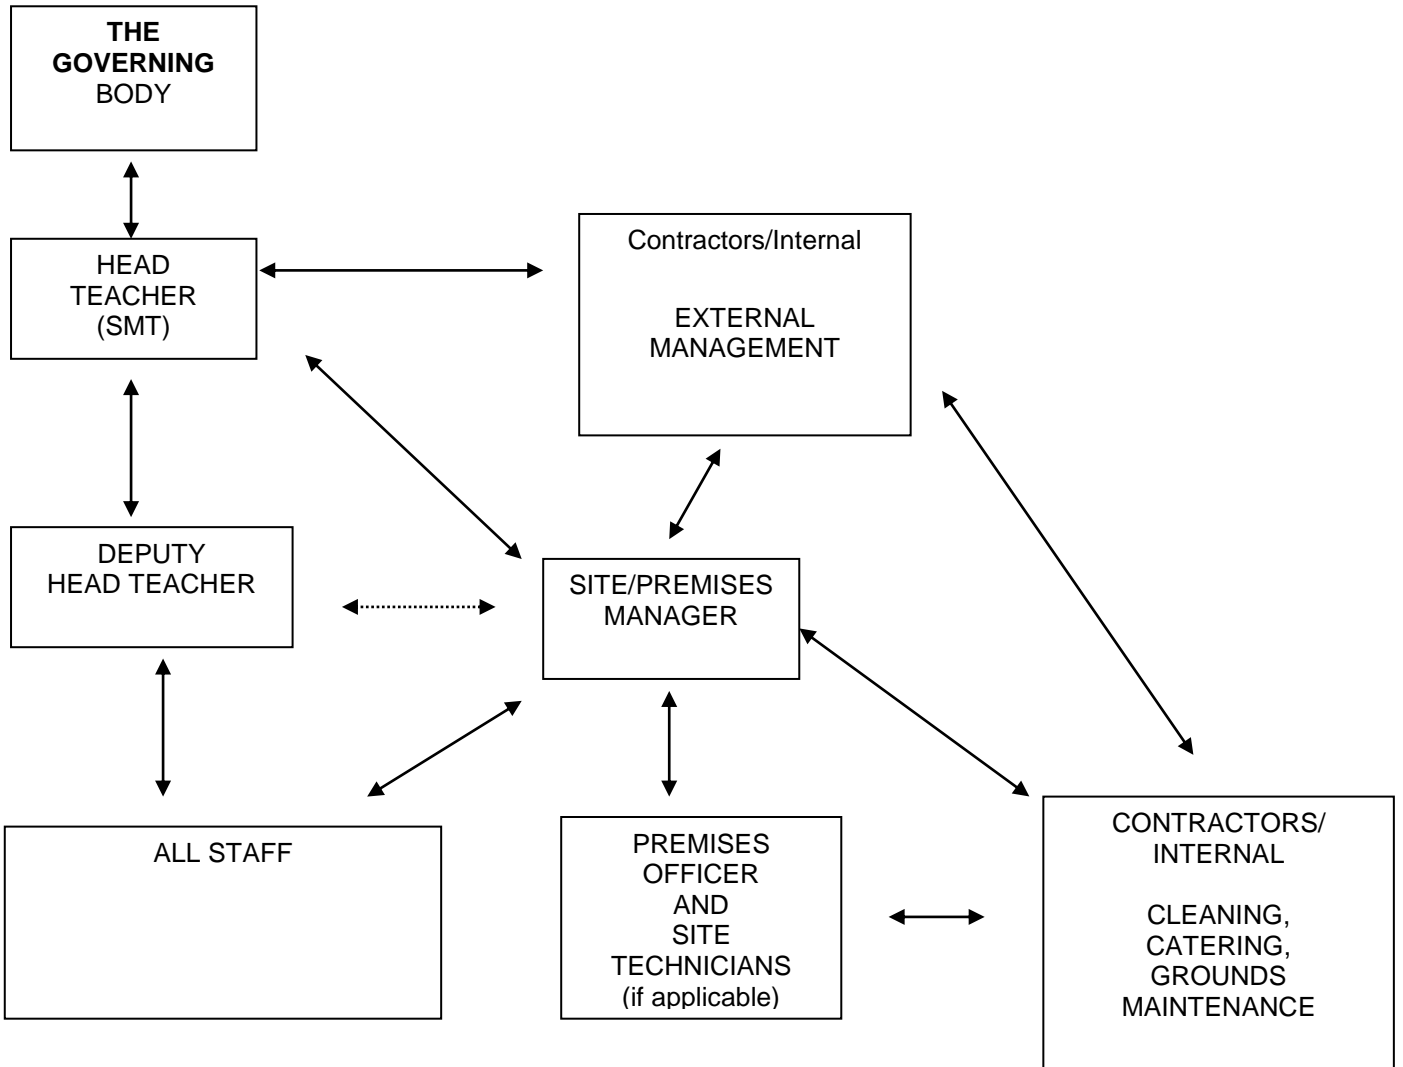 THE
GOVERNING
BODY
HEAD
TEACHER
(SMT)
Contractors/Internal
EXTERNAL
MANAGEMENT
DEPUTY
HEAD TEACHER
SITE/PREMISES
MANAGER
ALL STAFF
PREMISES
OFFICER
AND
SITE
TECHNICIANS
(if applicable)
CONTRACTORS/
INTERNAL
CLEANING,
CATERING,
GROUNDS
MAINTENANCE